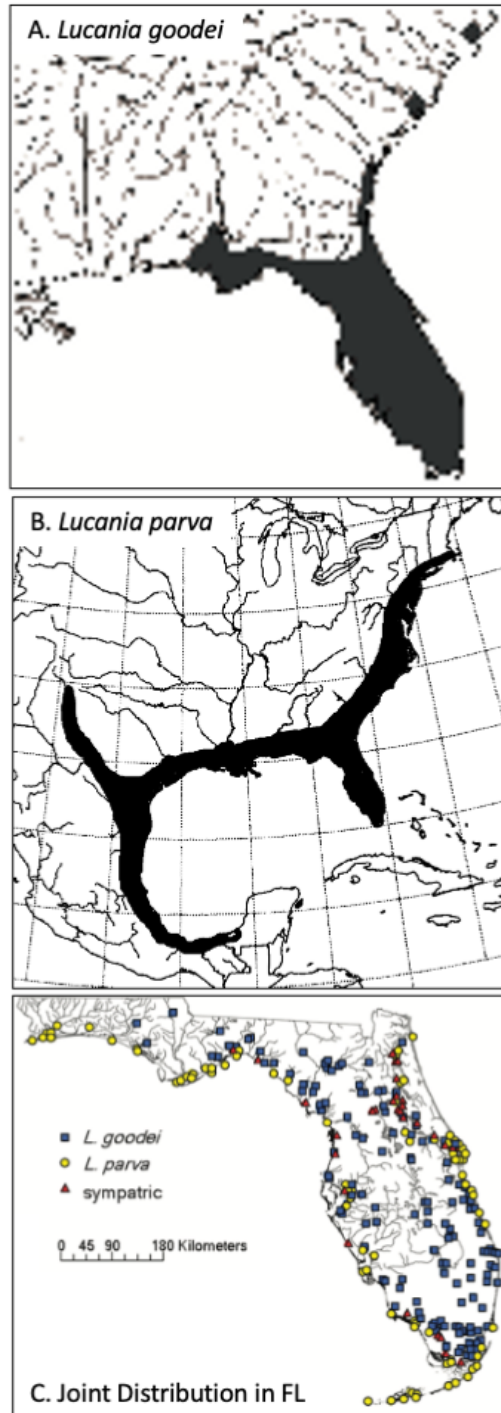 A. Lucania goodei
B. Lucania parva
L. goodei
L. parva
sympatric
0 45 90 180 Kilometers
C. Joint Distribution in FL